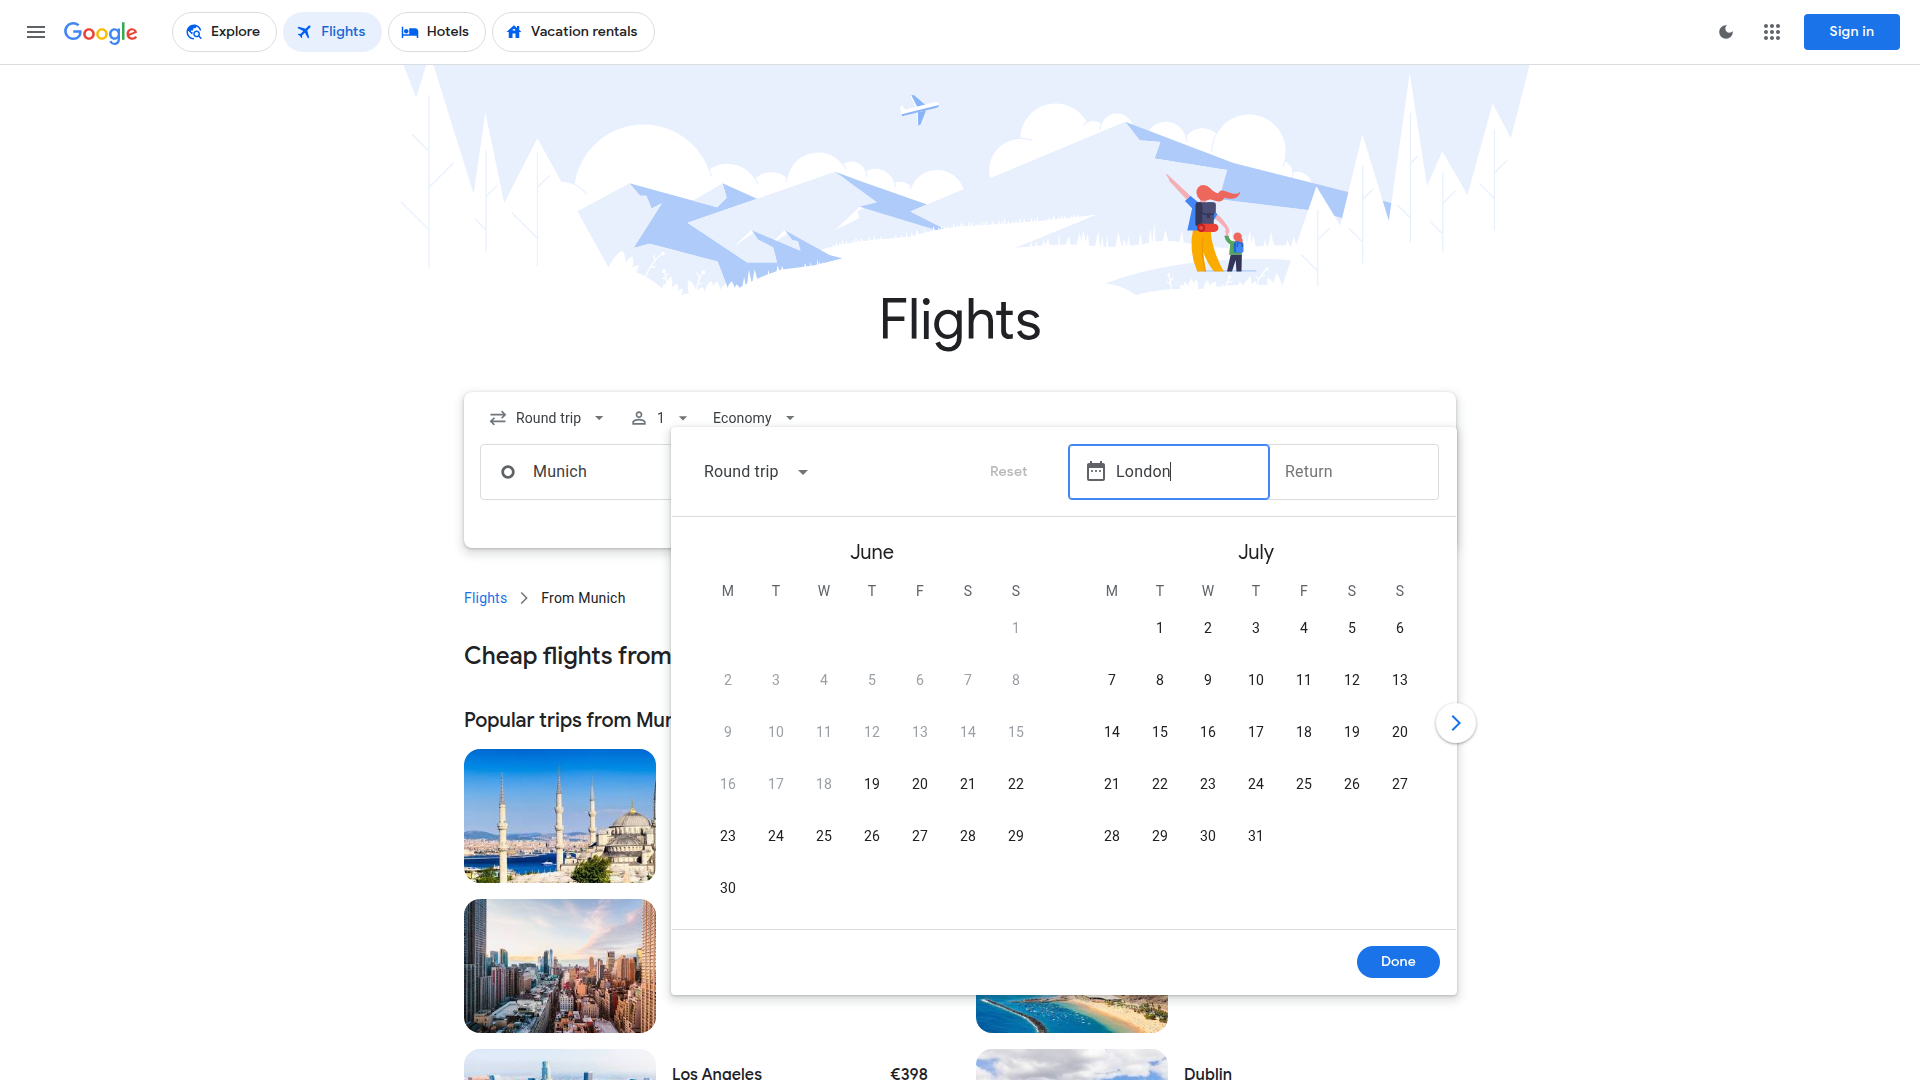 Google
Explore
Flights
Hotels
Vacation rentals
Sign in
Flights
Round trip
1
Economy
Munich
Round trip
Reset
London
Return
June
M T W T F S S
1
2 3 4 5 6 7 8
9 10 11 12 13 14 15
16 17 18 19 20 21 22
23 24 25 26 27 28 29
30
July
M T W T F S S
1 2 3 4 5 6
7 8 9 10 11 12 13
14 15 16 17 18 19 20
21 22 23 24 25 26 27
28 29 30 31
Done
Flights
From Munich
Cheap flights from
Popular trips from Mun
Los Angeles
€398
Dublin